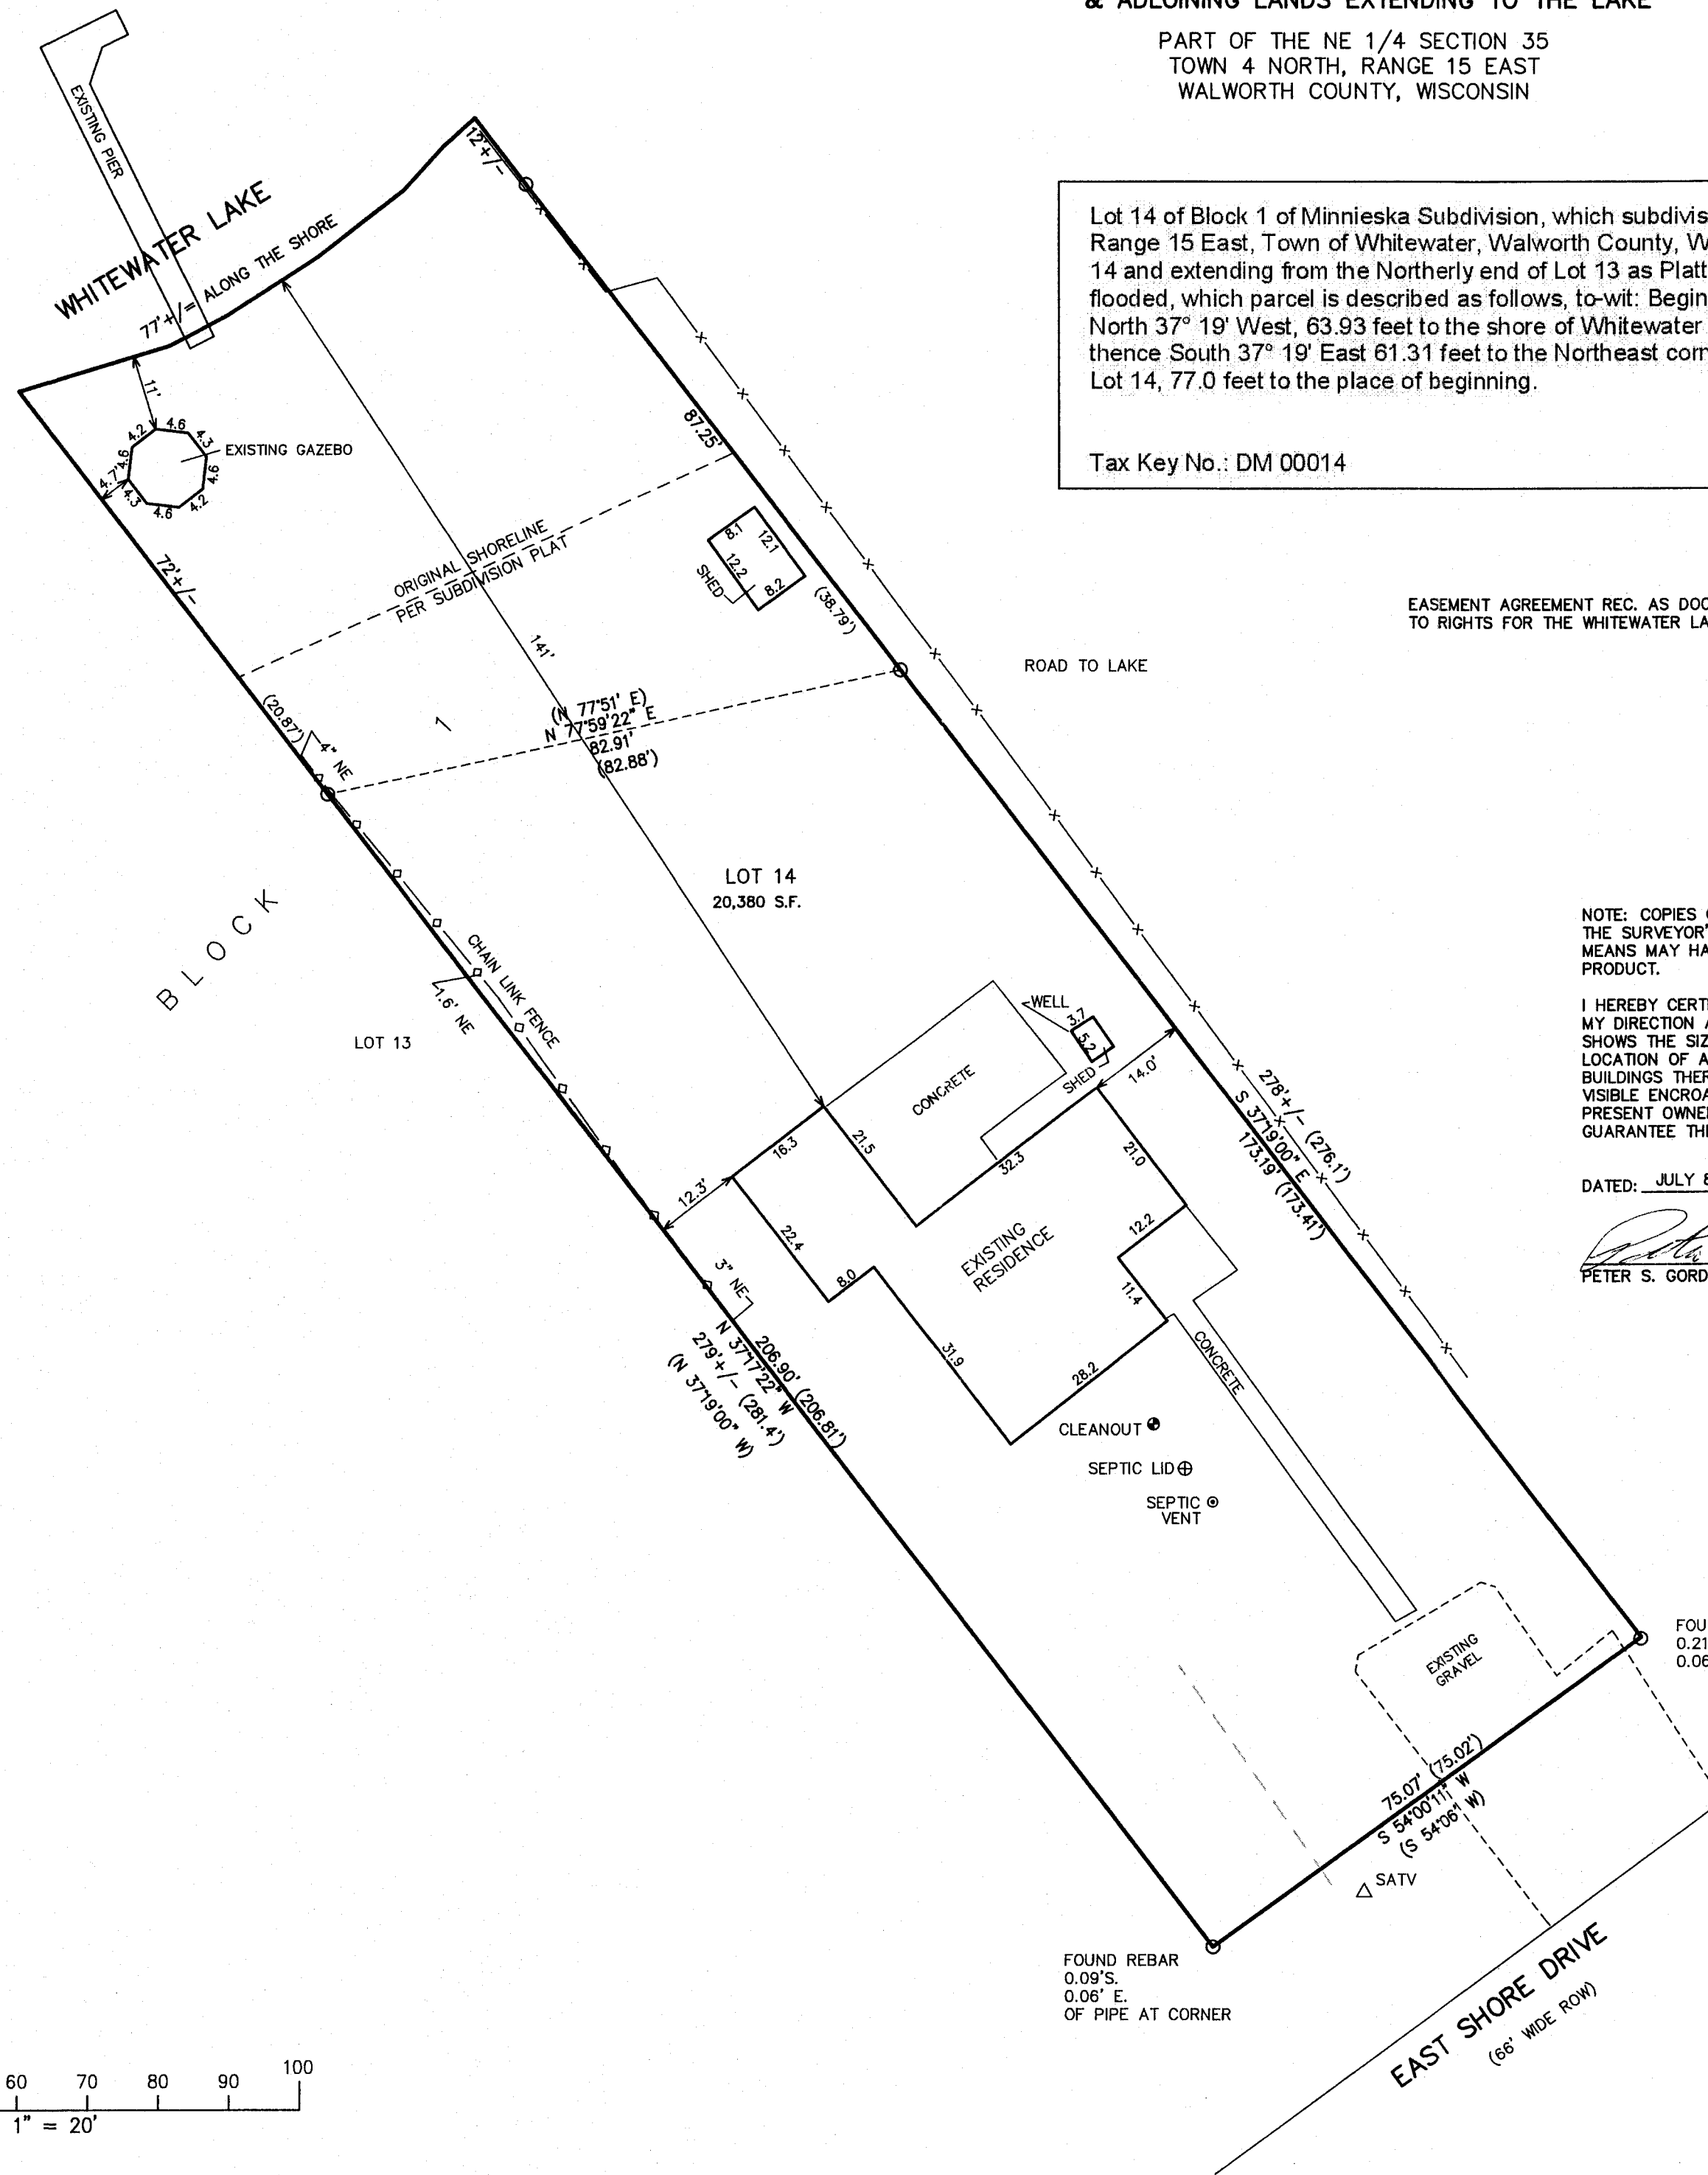 & ADLOINING LANDS EXTENDING TO THE LAKE
PART OF THE NE 1/4 SECTION 35
TOWN 4 NORTH, RANGE 15 EAST
WALWORTH COUNTY, WISCONSIN
Lot 14 of Block 1 of Minnieska Subdivision, which subdivis
Range 15 East, Town of Whitewater, Walworth County, W
14 and extending from the Northerly end of Lot 13 as Platt
flooded, which parcel is described as follows, to-wit: Begin
North 37° 19' West, 63.93 feet to the shore of Whitewater
thence South 37° 19' East 61.31 feet to the Northeast corn
Lot 14, 77.0 feet to the place of beginning.
Tax Key No.: DM 00014
EXISTING PIER
WHITEWATER LAKE
77'+/= ALONG THE SHORE
12'+/-
11'
4.2
4.6
4.3
4.6
4.2
4.6
4.3
4.6
4.7'
EXISTING GAZEBO
87.25'
72'+/-
ORIGINAL SHORELINE
PER SUBDIVISION PLAT
8.1
12.1
12.2
8.2
SHED
(38.79')
141'
EASEMENT AGREEMENT REC. AS DOC
TO RIGHTS FOR THE WHITEWATER LA
ROAD TO LAKE
(20.87')
4" NE
1
(N 77°51' E)
N 77°59'22" E
82.91'
(82.88')
LOT 14
20,380 S.F.
BLOCK
CHAIN LINK FENCE
1.6' NE
LOT 13
NOTE: COPIES
THE SURVEYOR'
MEANS MAY HA
PRODUCT.
I HEREBY CERT
MY DIRECTION
SHOWS THE SIZ
LOCATION OF A
BUILDINGS THER
VISIBLE ENCROA
PRESENT OWNE
GUARANTEE TH
DATED: JULY 8
PETER S. GORD
WELL
3.7
5.2
SHED
14.0'
CONCRETE
16.3
21.5
32.3
21.0
12.3'
22.4
8.0
EXISTING
RESIDENCE
12.2
11.4
31.9
28.2
CONCRETE
278'+/- (276.1')
S 37°19'00" E
173.19' (173.41')
3" NE
206.90' (206.81')
N 37°17'22" W
279'+/- (281.4')
(N 37°19'00" W)
CLEANOUT
SEPTIC LID
SEPTIC
VENT
EXISTING
GRAVEL
FOU
0.21
0.06
75.07' (75.02')
S 54°00'11" W
(S 54°06' W)
SATV
FOUND REBAR
0.09'S.
0.06' E.
OF PIPE AT CORNER
EAST SHORE DRIVE
(66' WIDE ROW)
60 70 80 90 100
1" = 20'